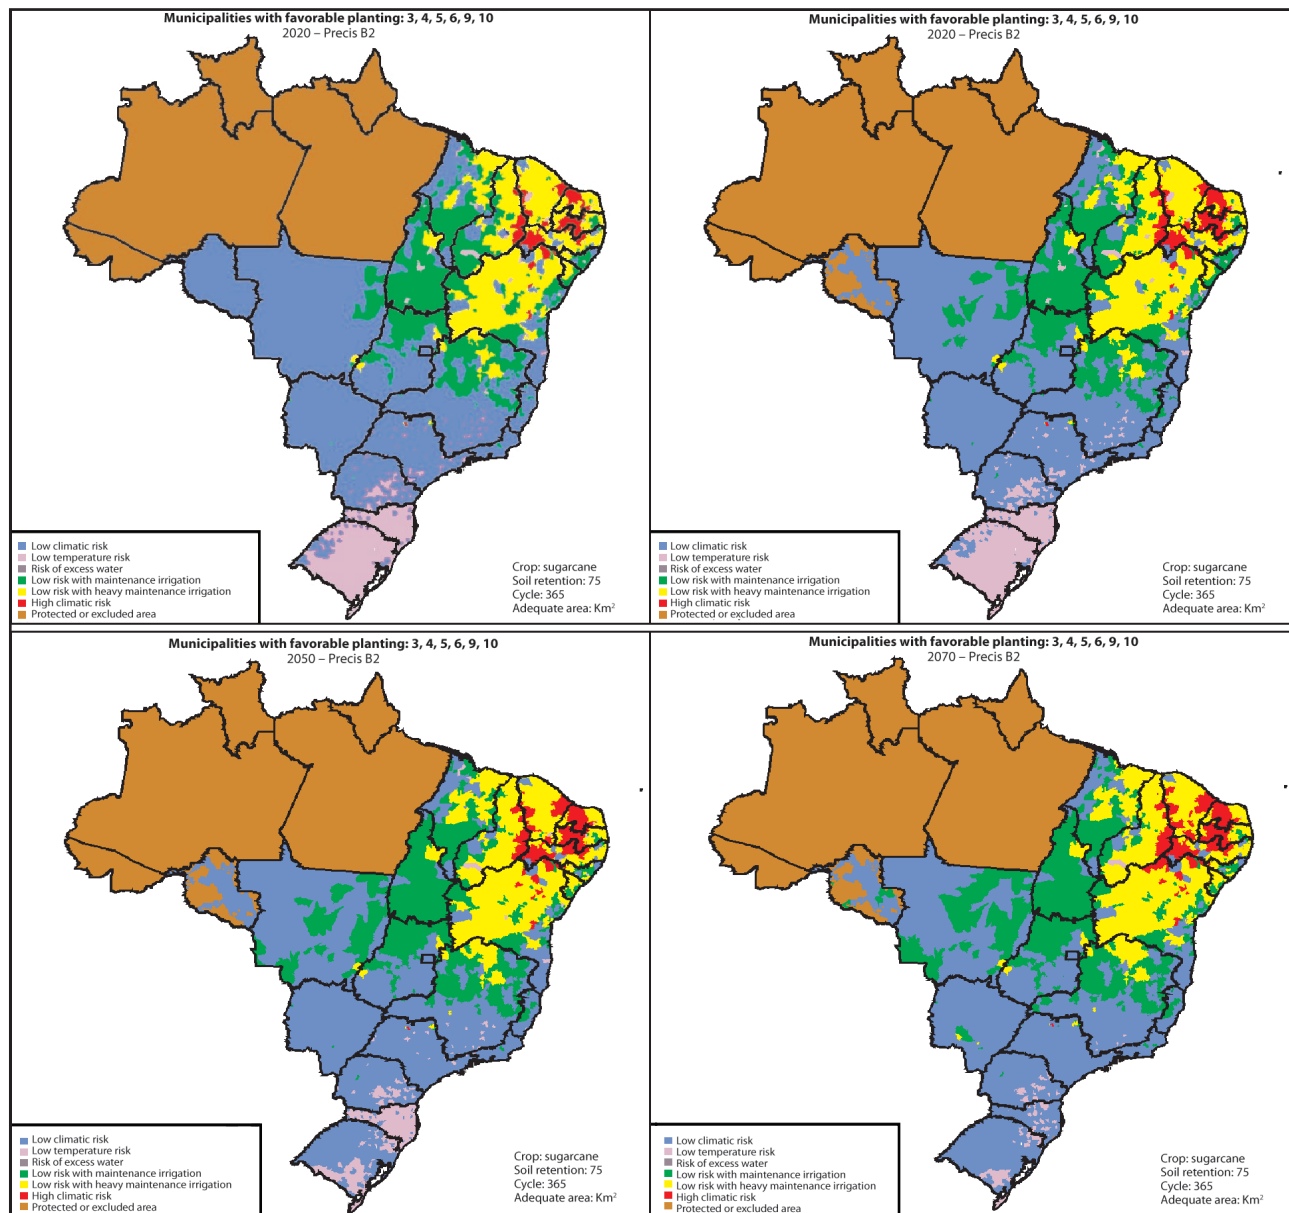 Municipalities with favorable planting: 3, 4, 5, 6, 9, 10
2020 – Precis B2
Low climatic risk
Low temperature risk
Risk of excess water
Low risk with maintenance irrigation
Low risk with heavy maintenance irrigation
High climatic risk
Protected or excluded area
Crop: sugarcane
Soil retention: 75
Cycle: 365
Adequate area: Km²
Municipalities with favorable planting: 3, 4, 5, 6, 9, 10
2020 – Precis B2
Low climatic risk
Low temperature risk
Risk of excess water
Low risk with maintenance irrigation
Low risk with heavy maintenance irrigation
High climatic risk
Protected or excluded area
Crop: sugarcane
Soil retention: 75
Cycle: 365
Adequate area: Km²
Municipalities with favorable planting: 3, 4, 5, 6, 9, 10
2050 – Precis B2
Low climatic risk
Low temperature risk
Risk of excess water
Low risk with maintenance irrigation
Low risk with heavy maintenance irrigation
High climatic risk
Protected or excluded area
Crop: sugarcane
Soil retention: 75
Cycle: 365
Adequate area: Km²
Municipalities with favorable planting: 3, 4, 5, 6, 9, 10
2070 – Precis B2
Low climatic risk
Low temperature risk
Risk of excess water
Low risk with maintenance irrigation
Low risk with heavy maintenance irrigation
High climatic risk
Protected or excluded area
Crop: sugarcane
Soil retention: 75
Cycle: 365
Adequate area: Km²